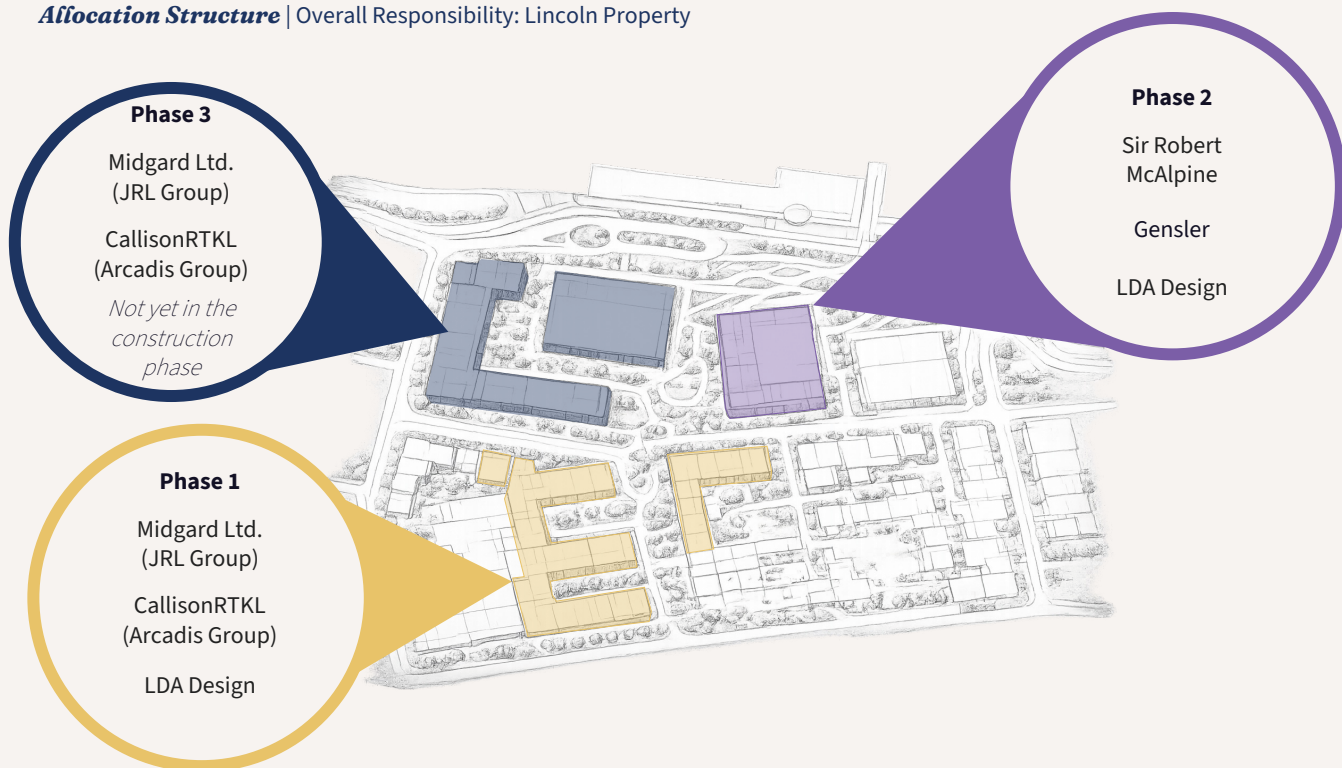 Allocation Structure | Overall Responsibility: Lincoln Property
Phase 3
Midgard Ltd.
(JRL Group)
CallisonRTKL
(Arcadis Group)
Not yet in the
construction
phase
Phase 2
Sir Robert
McAlpine
Gensler
LDA Design
Phase 1
Midgard Ltd.
(JRL Group)
CallisonRTKL
(Arcadis Group)
LDA Design